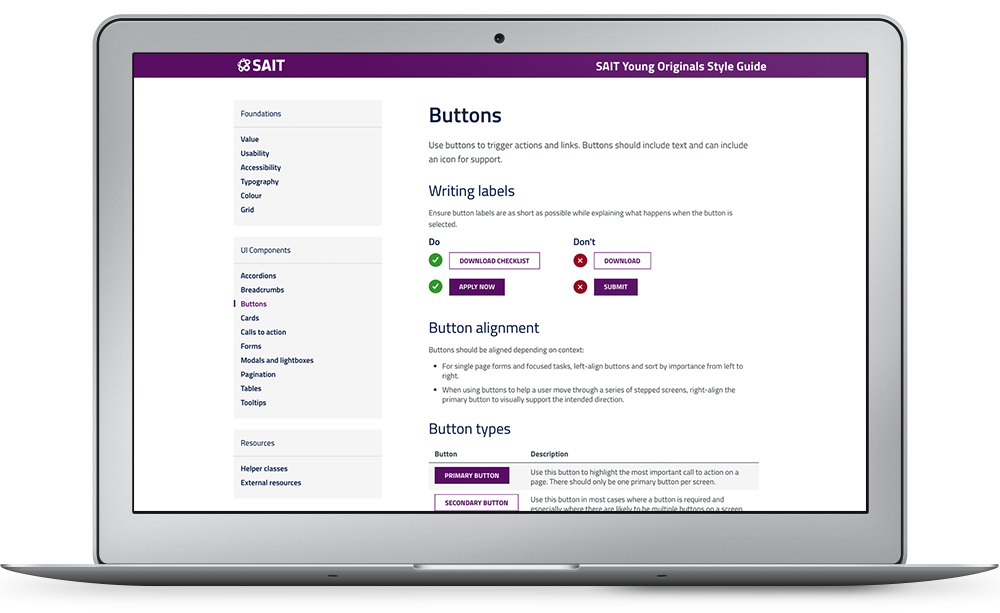 SAIT
SAIT Young Originals Style Guide
Foundations
Value
Usability
Accessibility
Typography
Colour
Grid
UI Components
Accordions
Breadcrumbs
Buttons
Cards
Calls to action
Forms
Modals and lightboxes
Pagination
Tables
Tooltips
Resources
Helper classes
External resources
Buttons
Use buttons to trigger actions and links. Buttons should include text and can include
an icon for support.
Writing labels
Ensure button labels are as short as possible while explaining what happens when the button is
selected.
Do
DOWNLOAD CHECKLIST
APPLY NOW
Don't
DOWNLOAD
SUBMIT
Button alignment
Buttons should be aligned depending on context:
• For single page forms and focused tasks, left-align buttons and sort by importance from left to
right.
• When using buttons to help a user move through a series of stepped screens, right-align the
primary button to visually support the intended direction.
Button types
Button Description
PRIMARY BUTTON
Use this button to highlight the most important call to action on a
page. There should only be one primary button per screen.
SECONDARY BUTTON
Use this button in most cases where a button is required and
especially where there are likely to be multiple buttons on a screen